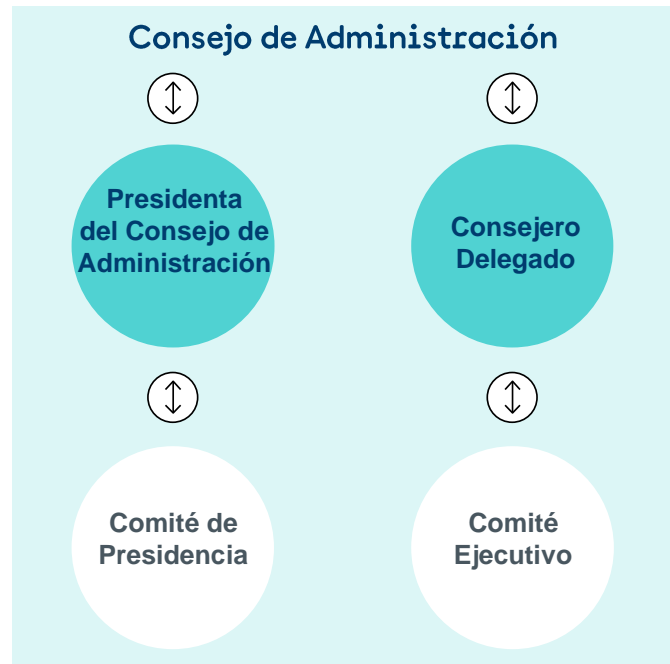 Consejo de Administración
Presidenta
del Consejo de
Administración
Consejero
Delegado
Comité de
Presidencia
Comité
Ejecutivo